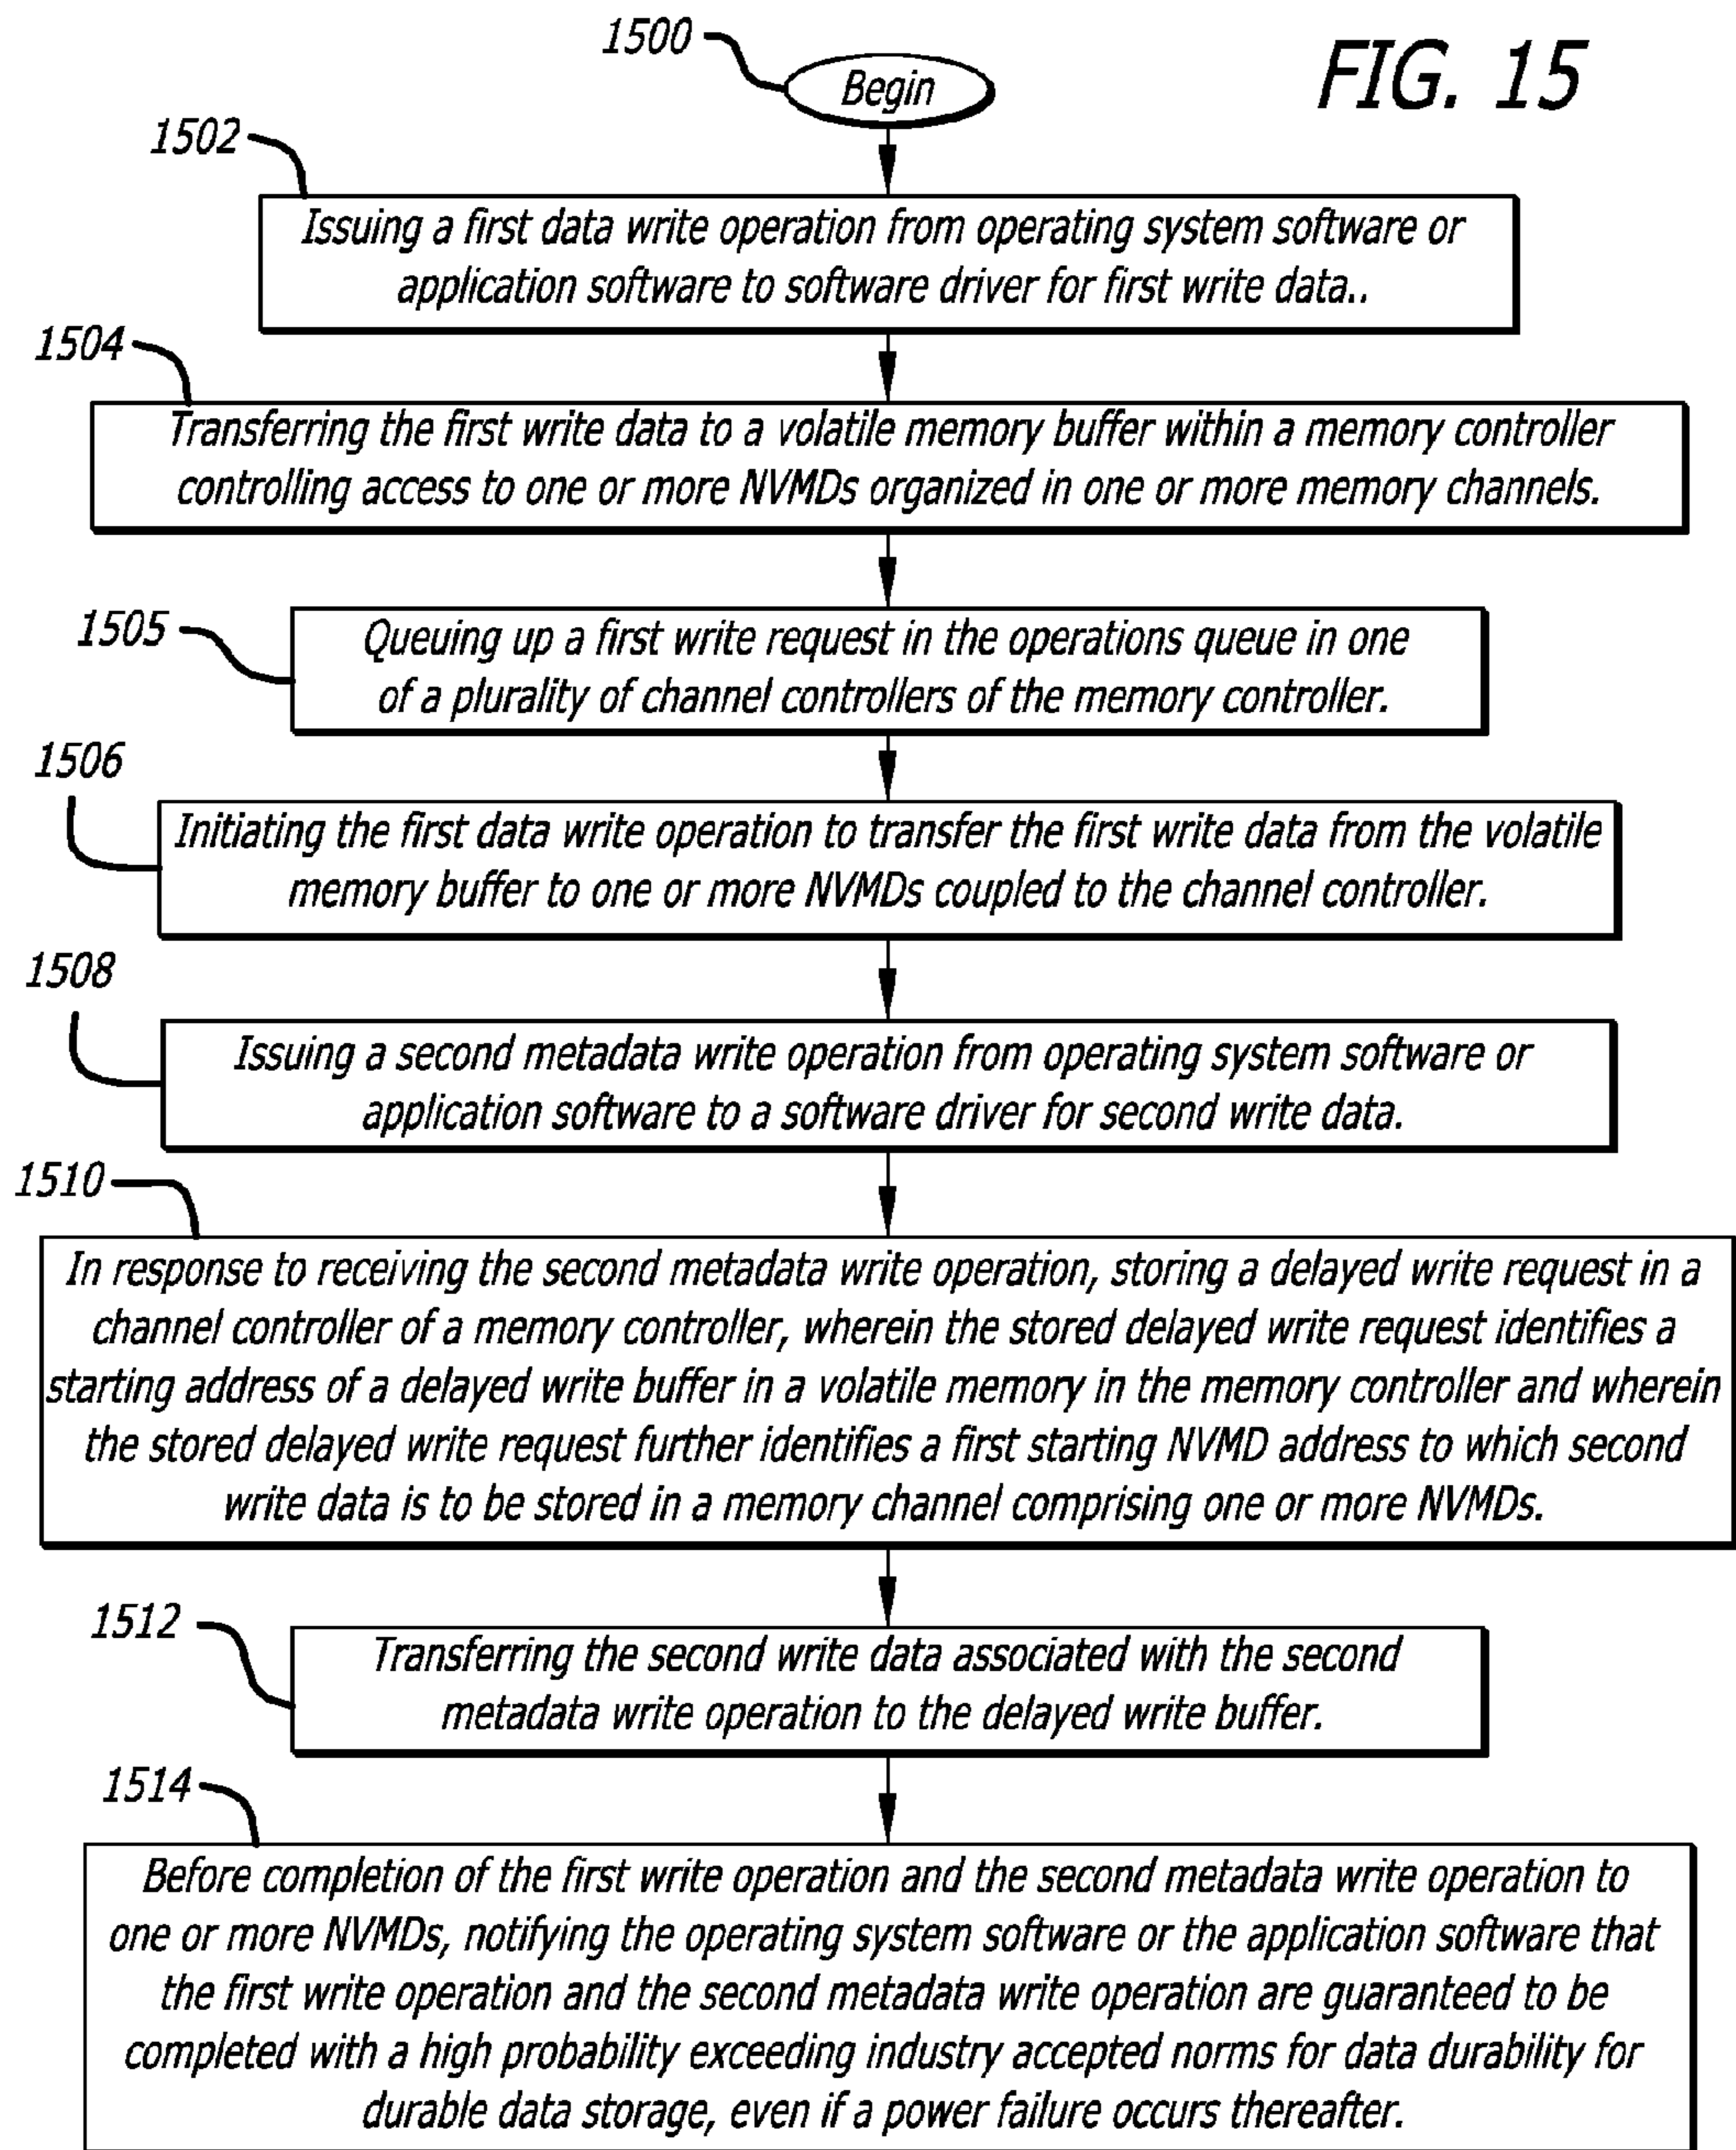 1500
Begin
FIG. 15
1502
Issuing a first data write operation from operating system software or
application software to software driver for first write data..
1504
Transferring the first write data to a volatile memory buffer within a memory controller
controlling access to one or more NVMDs organized in one or more memory channels.
1505
Queuing up a first write request in the operations queue in one
of a plurality of channel controllers of the memory controller.
1506
Initiating the first data write operation to transfer the first write data from the volatile
memory buffer to one or more NVMDs coupled to the channel controller.
1508
Issuing a second metadata write operation from operating system software or
application software to a software driver for second write data.
1510
In response to receiving the second metadata write operation, storing a delayed write request in a
channel controller of a memory controller, wherein the stored delayed write request identifies a
starting address of a delayed write buffer in a volatile memory in the memory controller and wherein
the stored delayed write request further identifies a first starting NVMD address to which second
write data is to be stored in a memory channel comprising one or more NVMDs.
1512
Transferring the second write data associated with the second
metadata write operation to the delayed write buffer.
1514
Before completion of the first write operation and the second metadata write operation to
one or more NVMDs, notifying the operating system software or the application software that
the first write operation and the second metadata write operation are guaranteed to be
completed with a high probability exceeding industry accepted norms for data durability for
durable data storage, even if a power failure occurs thereafter.